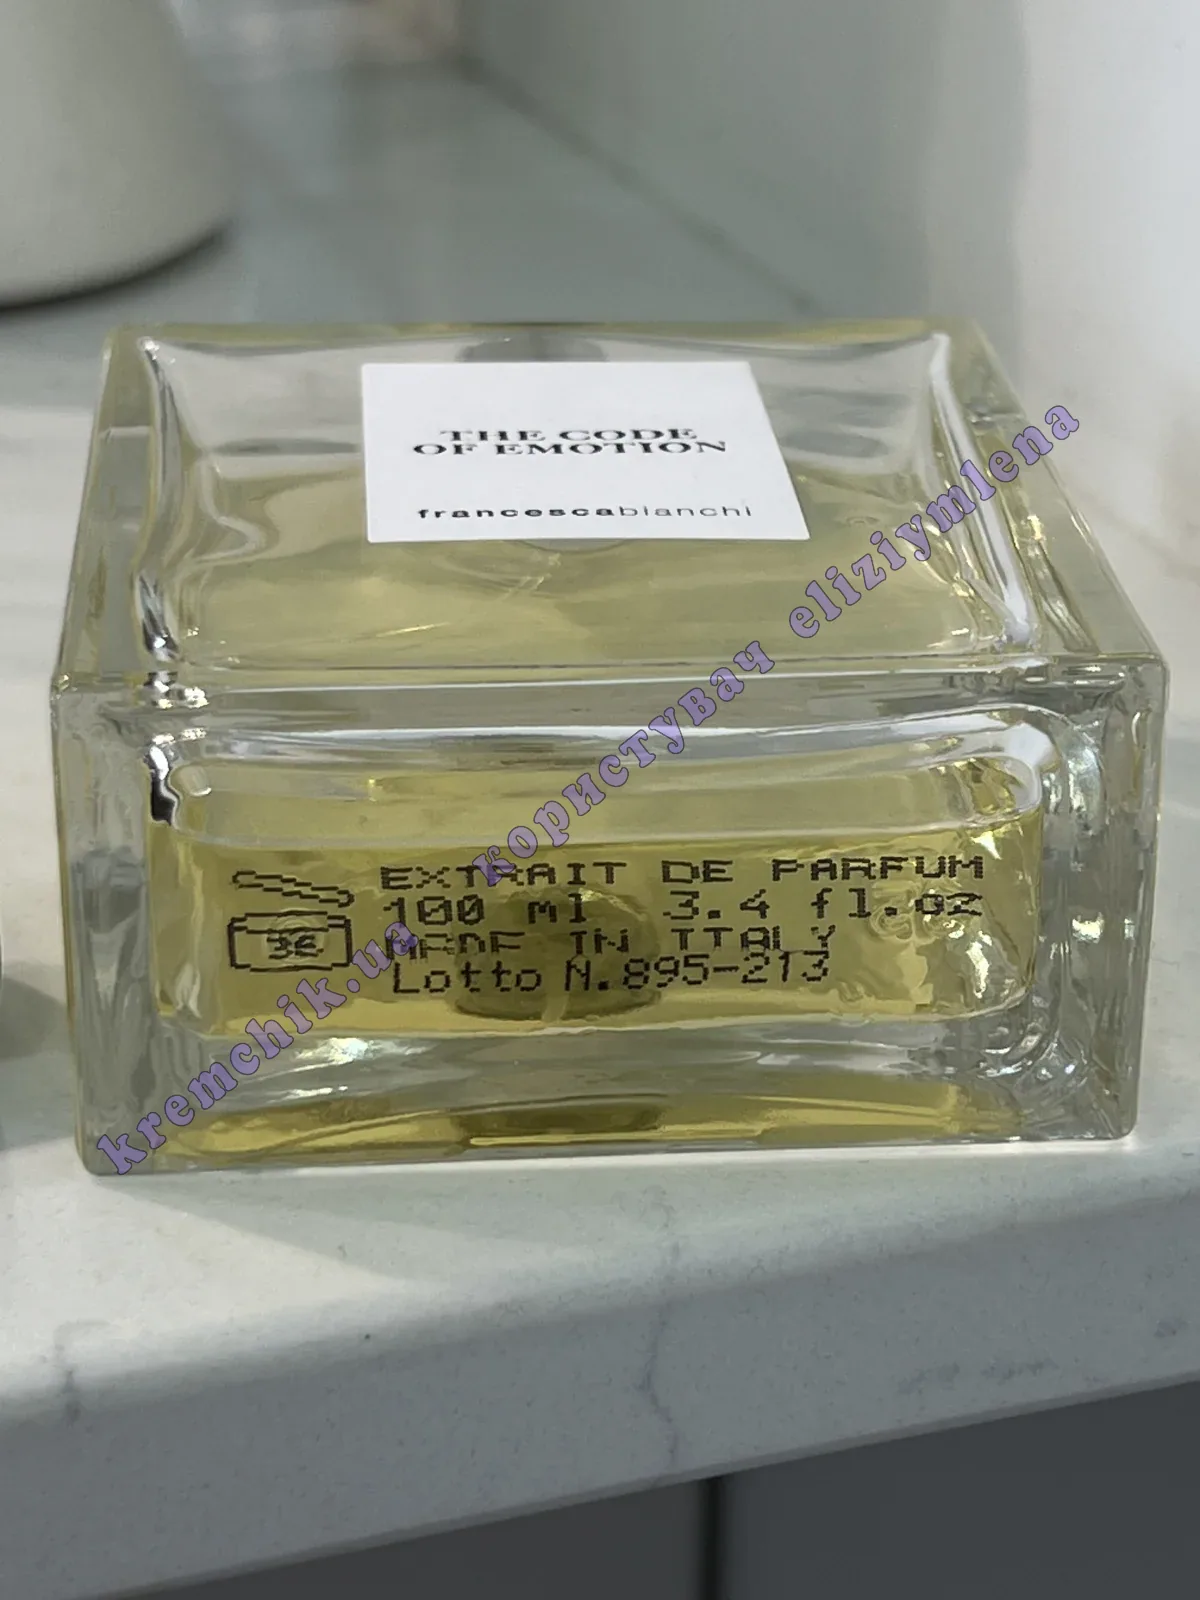 THE CODE
OF EMOTION
francescabianchi
EXTRAIT DE PARFUM
100 ml 3.4 fl.oz
MADE IN ITALY
Lotto N.895-213
kremchik.ua користувач eliziymlena